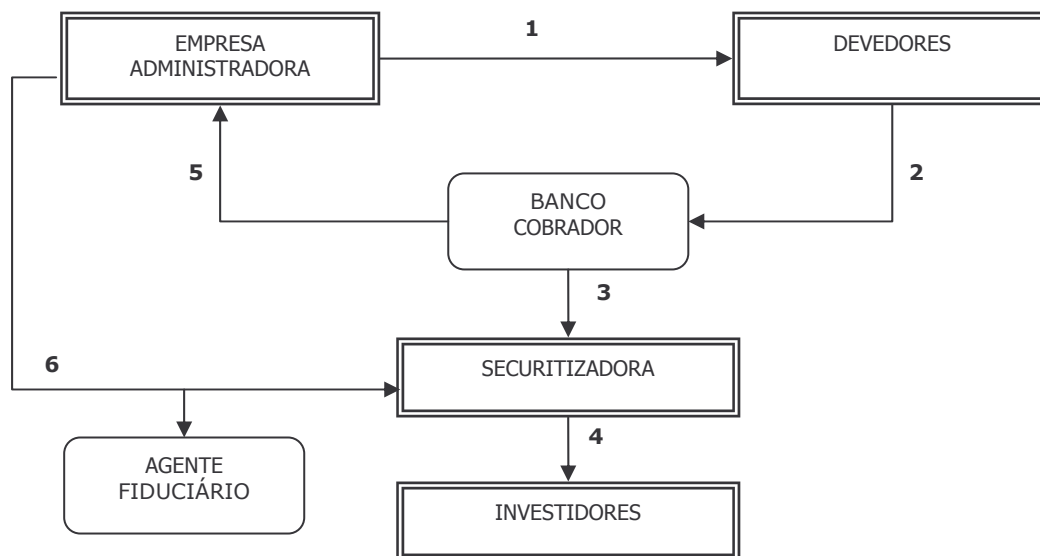 EMPRESA
ADMINISTRADORA
1
DEVEDORES
5
2
BANCO
COBRADOR
3
SECURITIZADORA
6
4
AGENTE
FIDUCIÁRIO
INVESTIDORES